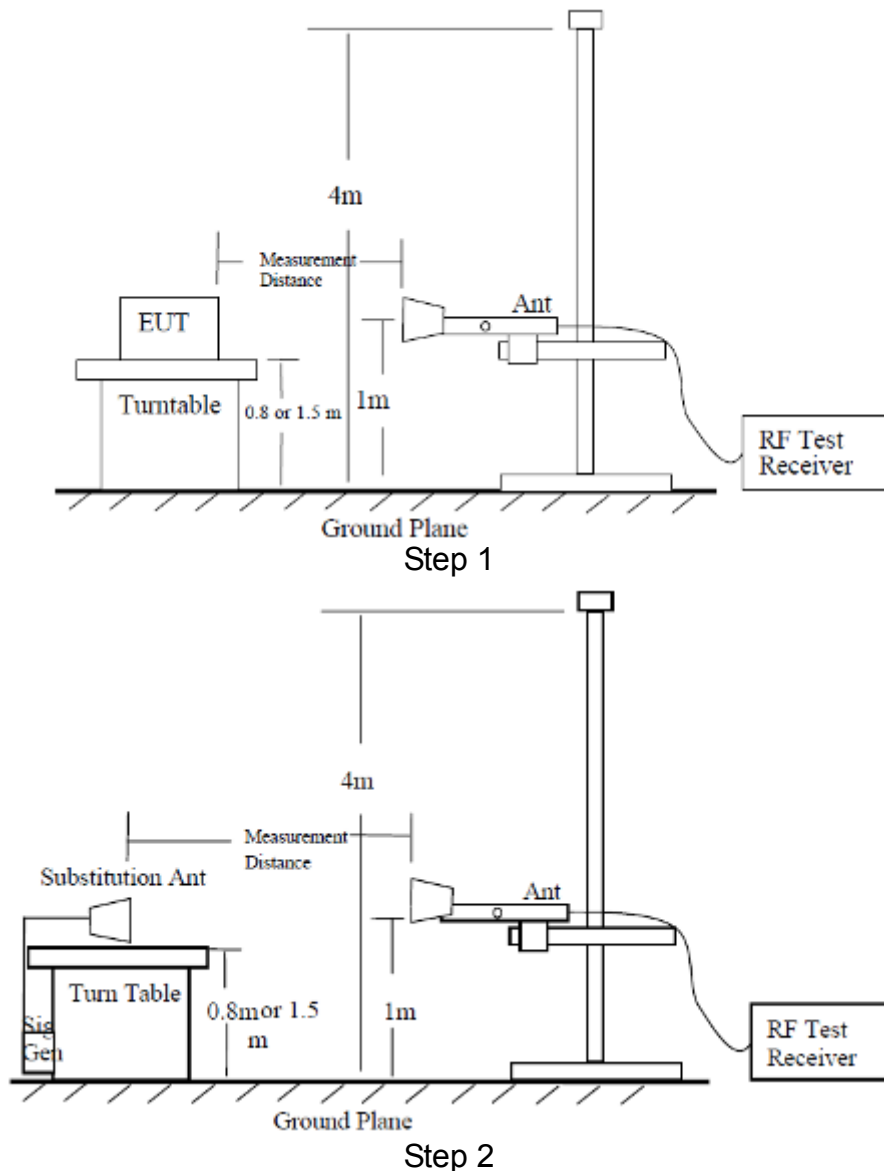 4m
Measurement
Distance
EUT
Ant
Turntable
0.8 or 1.5 m
1m
RF Test
Receiver
Ground Plane
Step 1
4m
Measurement
Distance
Substitution Ant
Ant
Turn Table
0.8m or 1.5
m
1m
Sig
Gen
RF Test
Receiver
Ground Plane
Step 2